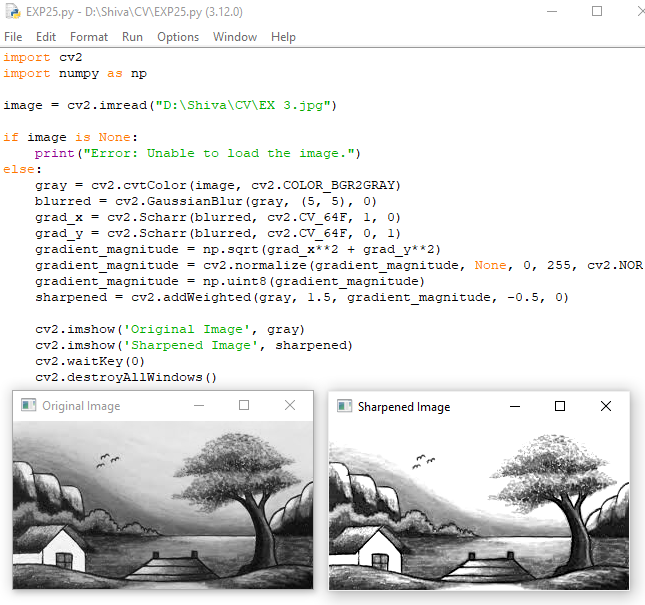 EXP25.py - D:\Shiva\CV\EXP25.py (3.12.0)
File Edit Format Run Options Window Help
import cv2
import numpy as np
image = cv2.imread("D:\Shiva\CV\EX 3.jpg")
if image is None:
    print("Error: Unable to load the image.")
else:
    gray = cv2.cvtColor(image, cv2.COLOR_BGR2GRAY)
    blurred = cv2.GaussianBlur(gray, (5, 5), 0)
    grad_x = cv2.Scharr(blurred, cv2.CV_64F, 1, 0)
    grad_y = cv2.Scharr(blurred, cv2.CV_64F, 0, 1)
    gradient_magnitude = np.sqrt(grad_x**2 + grad_y**2)
    gradient_magnitude = cv2.normalize(gradient_magnitude, None, 0, 255, cv2.NOR
    gradient_magnitude = np.uint8(gradient_magnitude)
    sharpened = cv2.addWeighted(gray, 1.5, gradient_magnitude, -0.5, 0)
    cv2.imshow('Original Image', gray)
    cv2.imshow('Sharpened Image', sharpened)
    cv2.waitKey(0)
    cv2.destroyAllWindows()
Original Image
Sharpened Image